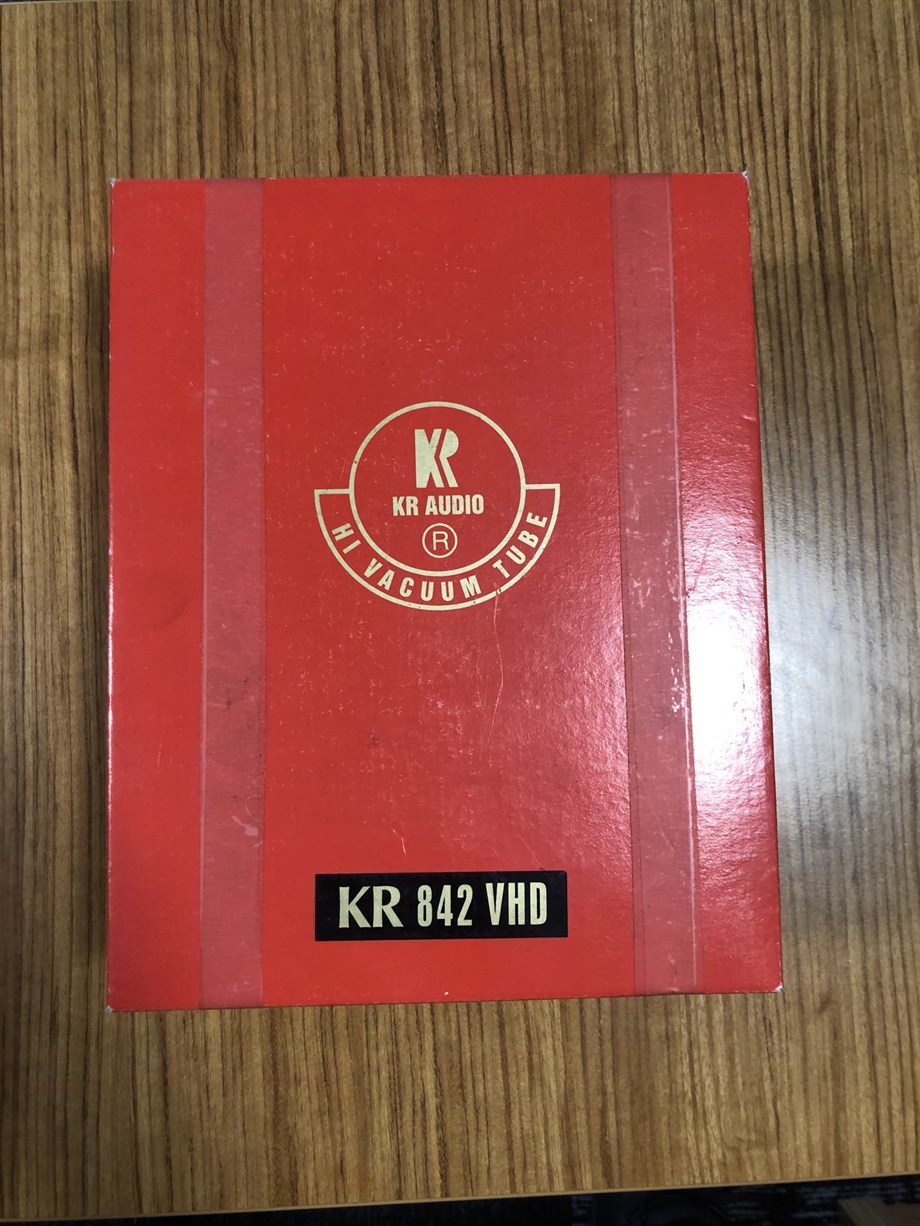 KR
KR AUDIO
®
HI VACUUM TUBE
KR 842 VHD